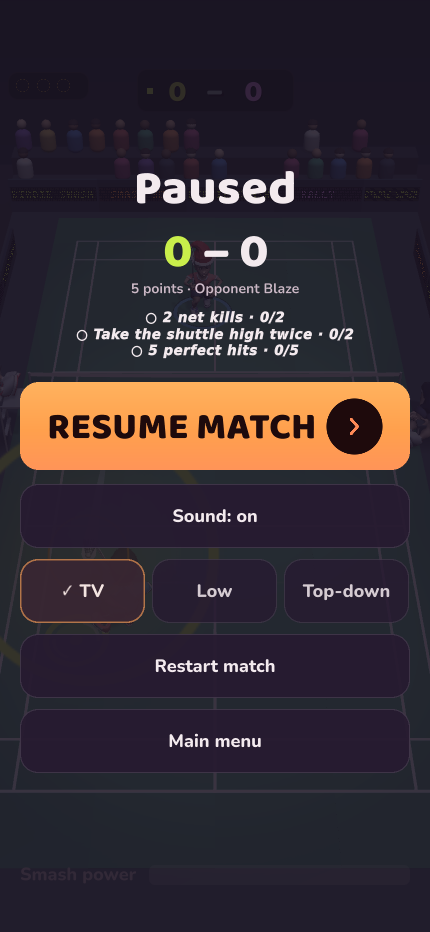 0 – 0
Paused
0 – 0
5 points · Opponent Blaze
○ 2 net kills · 0/2
○ Take the shuttle high twice · 0/2
○ 5 perfect hits · 0/5
RESUME MATCH
Sound: on
✓ TV
Low
Top-down
Restart match
Main menu
Smash power